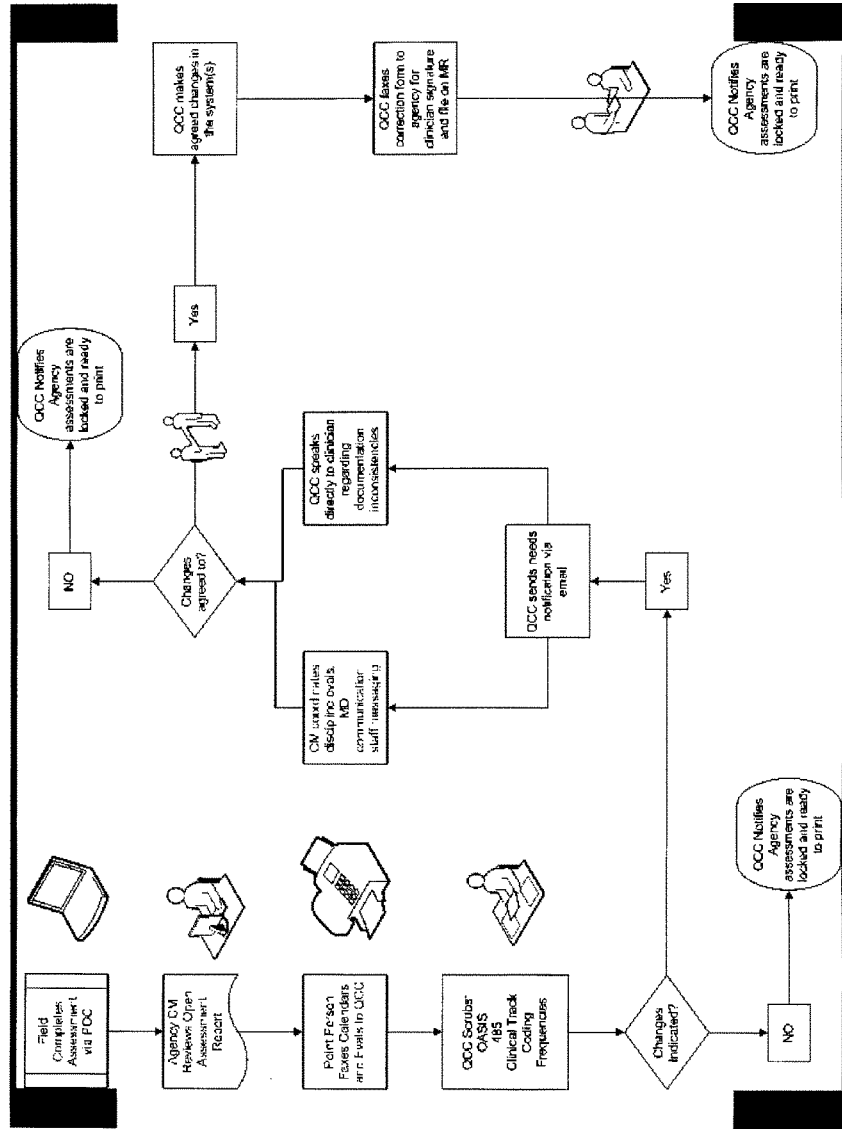 Field
Completes
Assessment
via POC
Agency CM
Reviews Open
Assessment
Report
Point Person
Faxes Calendars
and Evals to QCC
QCC Scrubs:
OASIS
485
Clinical Track
Coding
Frequencies
Changes
Indicated?
NO
QCC Notifies
Agency
assessments are
locked and ready
to print
Yes
QCC sends needs
notification via
email
CM coordinates
discipline evals,
MD
communication
staff messaging
QCC speaks
directly to clinician
regarding
documentation
inconsistencies
Changes
agreed to?
NO
QCC Notifies
Agency
assessments are
locked and ready
to print
Yes
QCC makes
agreed changes in
the system(s)
QCC faxes
correction form to
agency for
clinician signature
and file on MR
QCC Notifies
Agency
assessments are
locked and ready
to print